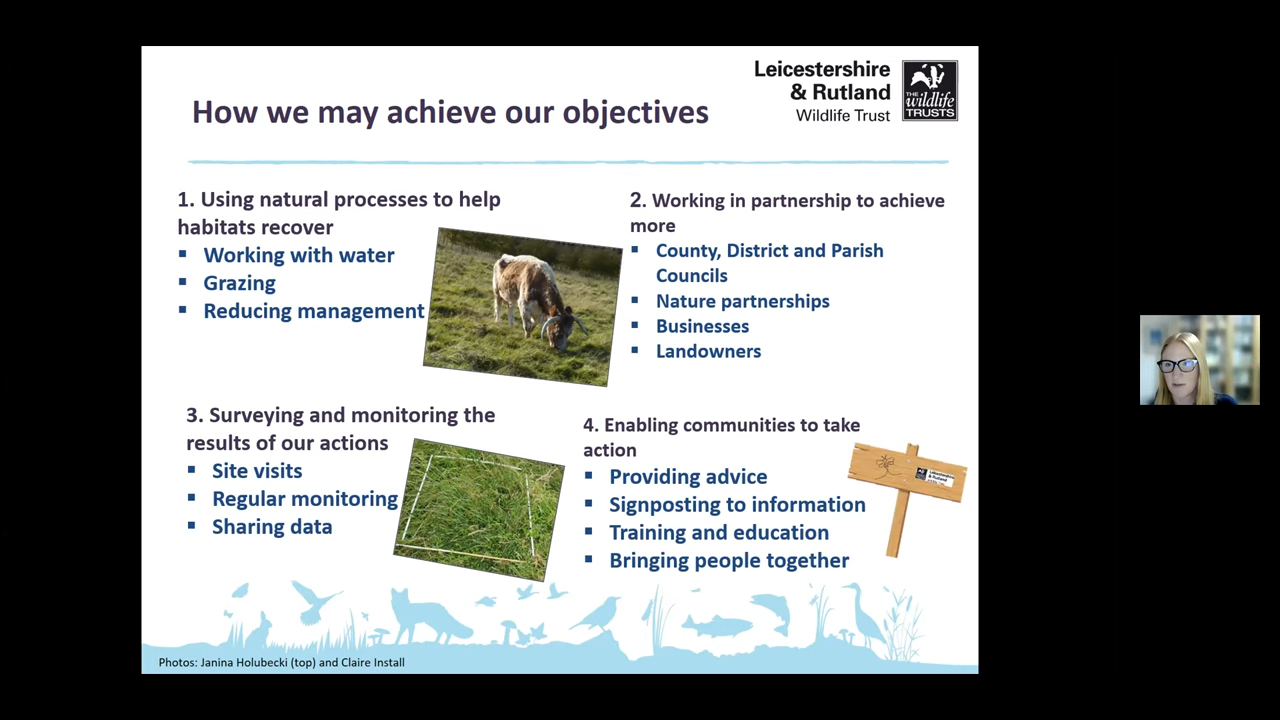 Leicestershire
& Rutland
Wildlife Trust
THE
wildlife
TRUSTS
How we may achieve our objectives
1. Using natural processes to help
habitats recover
▪ Working with water
▪ Grazing
▪ Reducing management
2. Working in partnership to achieve
more
▪ County, District and Parish
Councils
▪ Nature partnerships
▪ Businesses
▪ Landowners
3. Surveying and monitoring the
results of our actions
▪ Site visits
▪ Regular monitoring
▪ Sharing data
4. Enabling communities to take
action
▪ Providing advice
▪ Signposting to information
▪ Training and education
▪ Bringing people together
Leicestershire
& Rutland
Photos: Janina Holubecki (top) and Claire Install